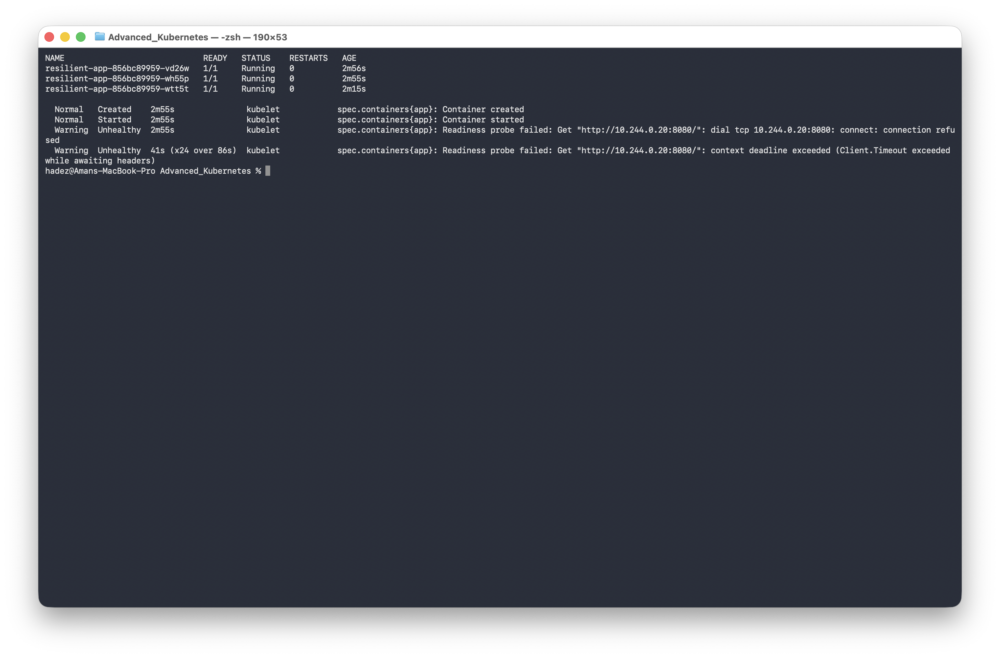 Advanced_Kubernetes — -zsh — 190×53
NAME                             READY   STATUS    RESTARTS   AGE
resilient-app-856bc89959-vd26w   1/1     Running   0          2m56s
resilient-app-856bc89959-wh55p   1/1     Running   0          2m55s
resilient-app-856bc89959-wtt5t   1/1     Running   0          2m15s
  Normal   Created    2m55s               kubelet            spec.containers{app}: Container created
  Normal   Started    2m55s               kubelet            spec.containers{app}: Container started
  Warning  Unhealthy  2m55s               kubelet            spec.containers{app}: Readiness probe failed: Get "http://10.244.0.20:8080/": dial tcp 10.244.0.20:8080: connect: connection refu
sed
  Warning  Unhealthy  41s (x24 over 86s)  kubelet            spec.containers{app}: Readiness probe failed: Get "http://10.244.0.20:8080/": context deadline exceeded (Client.Timeout exceeded
while awaiting headers)
hadez@Amans-MacBook-Pro Advanced_Kubernetes %